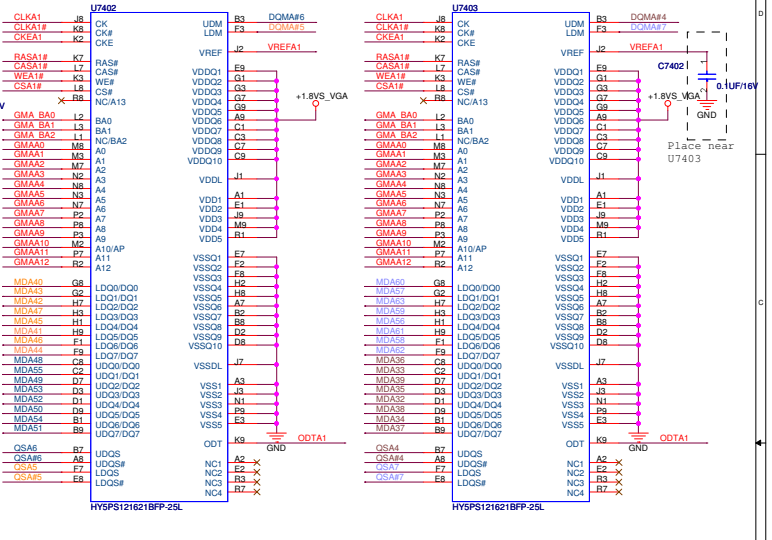 U7402
CLKA1 J8 CK
CLKA1# K8 CK#
CKEA1 K2 CKE
RASA1# K7 RAS#
CASA1# L7 CAS#
WEA1# K3 WE#
CSA1# L8 CS#
R8 NC/A13
GMA_BA0 L2 BA0
GMA_BA1 L3 BA1
GMA_BA2 L1 NC/BA2
GMAA0 M8 A0
GMAA1 M3 A1
GMAA2 M7 A2
GMAA3 N2 A3
GMAA4 N8 A4
GMAA5 N3 A5
GMAA6 N7 A6
GMAA7 P2 A7
GMAA8 P8 A8
GMAA9 P3 A9
GMAA10 M2 A10/AP
GMAA11 P7 A11
GMAA12 R2 A12
MDA40 G8 LDQ0/DQ0
MDA43 G2 LDQ1/DQ1
MDA42 H7 LDQ2/DQ2
MDA47 H3 LDQ3/DQ3
MDA45 H1 LDQ4/DQ4
MDA41 H9 LDQ5/DQ5
MDA46 F1 LDQ6/DQ6
MDA44 F9 LDQ7/DQ7
MDA48 C8 UDQ0/DQ0
MDA55 C2 UDQ1/DQ1
MDA49 D7 UDQ2/DQ2
MDA53 D3 UDQ3/DQ3
MDA52 D1 UDQ4/DQ4
MDA50 D9 UDQ5/DQ5
MDA54 B1 UDQ6/DQ6
MDA51 B9 UDQ7/DQ7
QSA6 B7 UDQS
QSA#6 A8 UDQS#
QSA5 F7 LDQS
QSA#5 E8 LDQS#
UDM B3 DQMA#6
LDM F3 DQMA#5
VREF J2 VREFA1
VDDQ1 E9
VDDQ2 G1
VDDQ3 G3
VDDQ4 G7
VDDQ5 G9
VDDQ6 A9
VDDQ7 C1
VDDQ8 C3
VDDQ9 C7
VDDQ10 C9
+1.8VS_VGA
VDDL J1
VDD1 A1
VDD2 E1
VDD3 J9
VDD4 M9
VDD5 R1
VSSQ1 E7
VSSQ2 F2
VSSQ3 F8
VSSQ4 H2
VSSQ5 H8
VSSQ6 A7
VSSQ7 B2
VSSQ8 B8
VSSQ9 D2
VSSQ10 D8
VSSDL J7
VSS1 A3
VSS2 J3
VSS3 N1
VSS4 P9
VSS5 E3
GND
ODT K9 ODTA1
NC1 A2
NC2 E2
NC3 R3
NC4 R7
HY5PS121621BFP-25L
V
U7403
CLKA1 J8 CK
CLKA1# K8 CK#
CKEA1 K2 CKE
RASA1# K7 RAS#
CASA1# L7 CAS#
WEA1# K3 WE#
CSA1# L8 CS#
R8 NC/A13
GMA_BA0 L2 BA0
GMA_BA1 L3 BA1
GMA_BA2 L1 NC/BA2
GMAA0 M8 A0
GMAA1 M3 A1
GMAA2 M7 A2
GMAA3 N2 A3
GMAA4 N8 A4
GMAA5 N3 A5
GMAA6 N7 A6
GMAA7 P2 A7
GMAA8 P8 A8
GMAA9 P3 A9
GMAA10 M2 A10/AP
GMAA11 P7 A11
GMAA12 R2 A12
MDA60 G8 LDQ0/DQ0
MDA57 G2 LDQ1/DQ1
MDA63 H7 LDQ2/DQ2
MDA59 H3 LDQ3/DQ3
MDA56 H1 LDQ4/DQ4
MDA61 H9 LDQ5/DQ5
MDA58 F1 LDQ6/DQ6
MDA62 F9 LDQ7/DQ7
MDA36 C8 UDQ0/DQ0
MDA33 C2 UDQ1/DQ1
MDA39 D7 UDQ2/DQ2
MDA35 D3 UDQ3/DQ3
MDA32 D1 UDQ4/DQ4
MDA38 D9 UDQ5/DQ5
MDA34 B1 UDQ6/DQ6
MDA37 B9 UDQ7/DQ7
QSA4 B7 UDQS
QSA#4 A8 UDQS#
QSA7 F7 LDQS
QSA#7 E8 LDQS#
UDM B3 DQMA#4
LDM F3 DQMA#7
VREF J2 VREFA1
VDDQ1 E9
VDDQ2 G1
VDDQ3 G3
VDDQ4 G7
VDDQ5 G9
VDDQ6 A9
VDDQ7 C1
VDDQ8 C3
VDDQ9 C7
VDDQ10 C9
+1.8VS_VGA
VDDL J1
VDD1 A1
VDD2 E1
VDD3 J9
VDD4 M9
VDD5 R1
VSSQ1 E7
VSSQ2 F2
VSSQ3 F8
VSSQ4 H2
VSSQ5 H8
VSSQ6 A7
VSSQ7 B2
VSSQ8 B8
VSSQ9 D2
VSSQ10 D8
VSSDL J7
VSS1 A3
VSS2 J3
VSS3 N1
VSS4 P9
VSS5 E3
GND
ODT K9 ODTA1
NC1 A2
NC2 E2
NC3 R3
NC4 R7
HY5PS121621BFP-25L
C7402
1
2
0.1UF/16V
GND
Place near
U7403
D
C